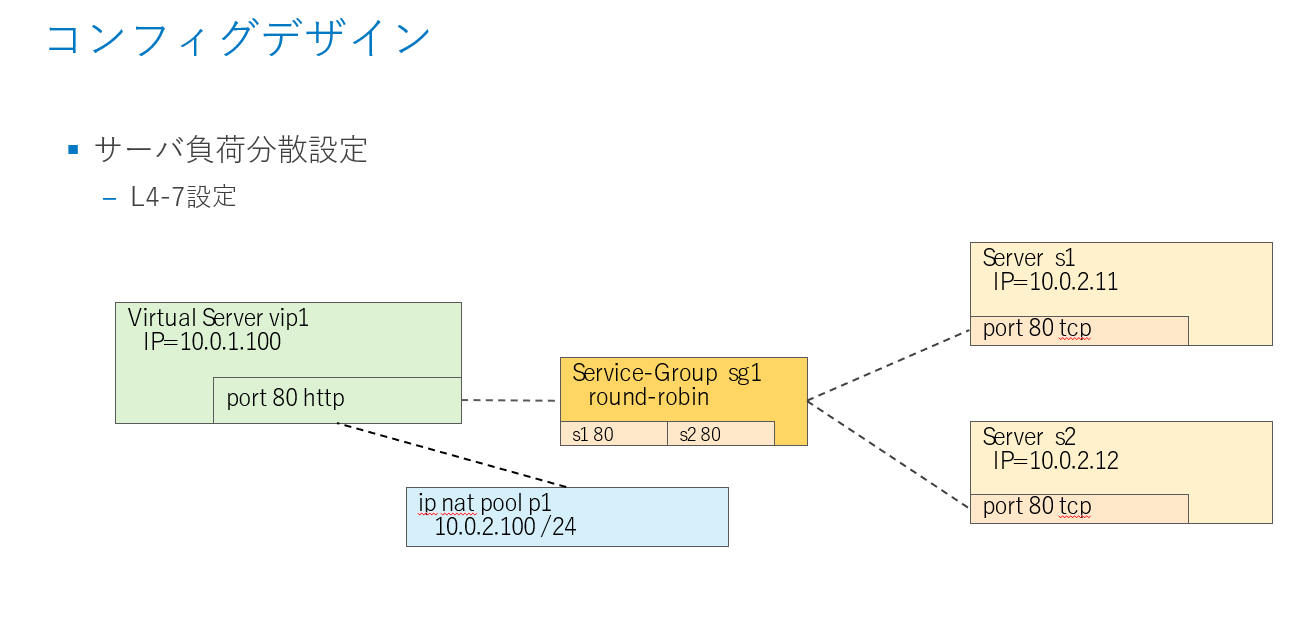 コンフィグデザイン
サーバ負荷分散設定
– L4-7設定
Virtual Server vip1
IP=10.0.1.100
port 80 http
Service-Group sg1
round-robin
s1 80
s2 80
ip nat pool p1
10.0.2.100 /24
Server s1
IP=10.0.2.11
port 80 tcp
Server s2
IP=10.0.2.12
port 80 tcp